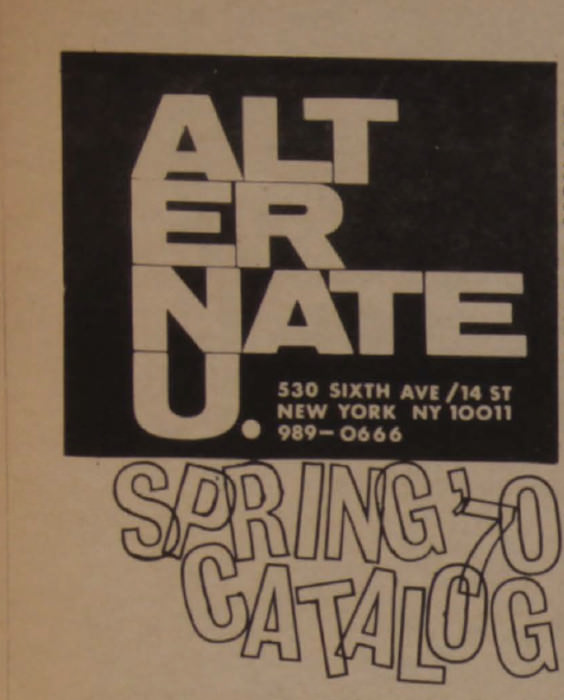 ALT
ER
NATE
U.
530 SIXTH AVE/14 ST
NEW YORK NY 10011
989-0666
SPRING '70
CATALOG